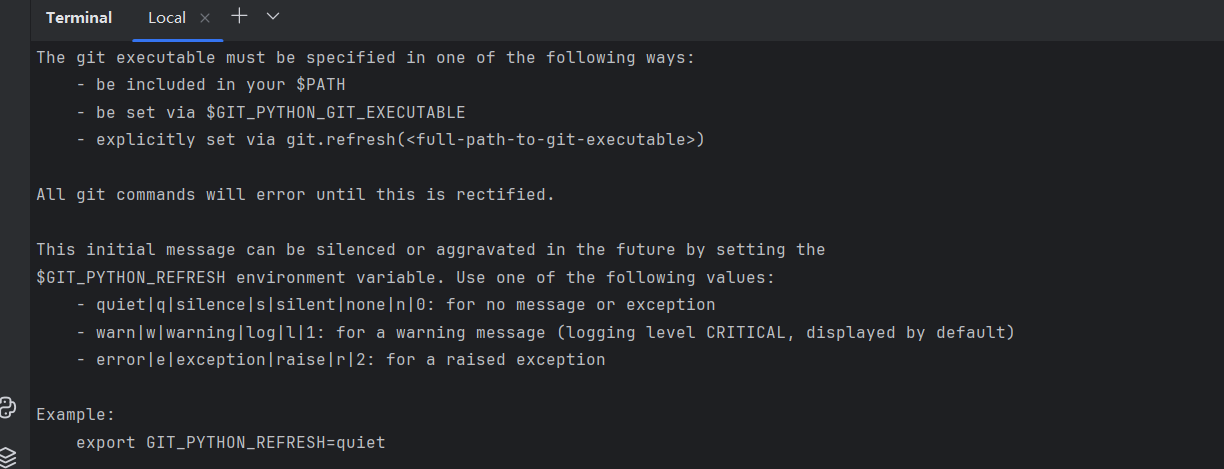 Terminal Local
The git executable must be specified in one of the following ways:
    - be included in your $PATH
    - be set via $GIT_PYTHON_GIT_EXECUTABLE
    - explicitly set via git.refresh(<full-path-to-git-executable>)

All git commands will error until this is rectified.

This initial message can be silenced or aggravated in the future by setting the
$GIT_PYTHON_REFRESH environment variable. Use one of the following values:
    - quiet|q|silence|s|silent|none|n|0: for no message or exception
    - warn|w|warning|log|l|1: for a warning message (logging level CRITICAL, displayed by default)
    - error|e|exception|raise|r|2: for a raised exception

Example:
    export GIT_PYTHON_REFRESH=quiet